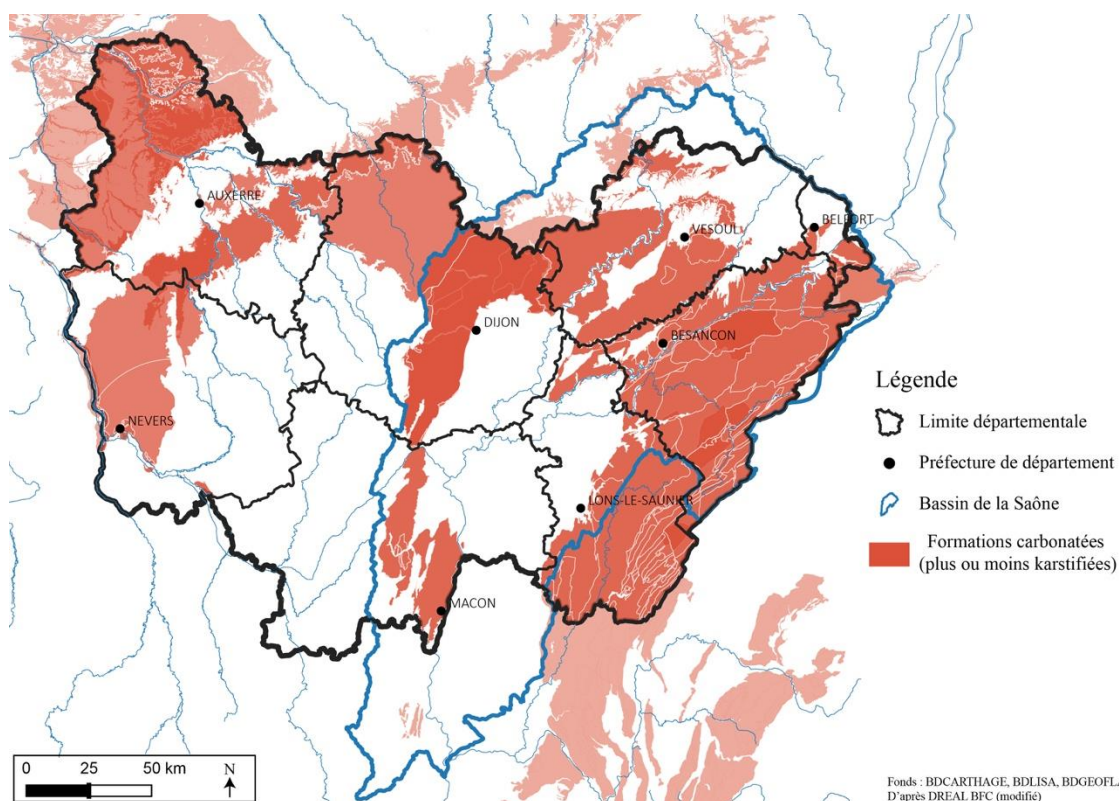 AUXERRE
BELFORT
VESOUL
DIJON
BESANCON
NEVERS
LONS-LE-SAUNIER
MACON
Légende
Limite départementale
Préfecture de département
Bassin de la Saône
Formations carbonatées
(plus ou moins karstifiées)
0 25 50 km
N
Fonds : BDCARTHAGE, BDLISA, BDGEOFLA
D'après DREAL BFC (modifié)